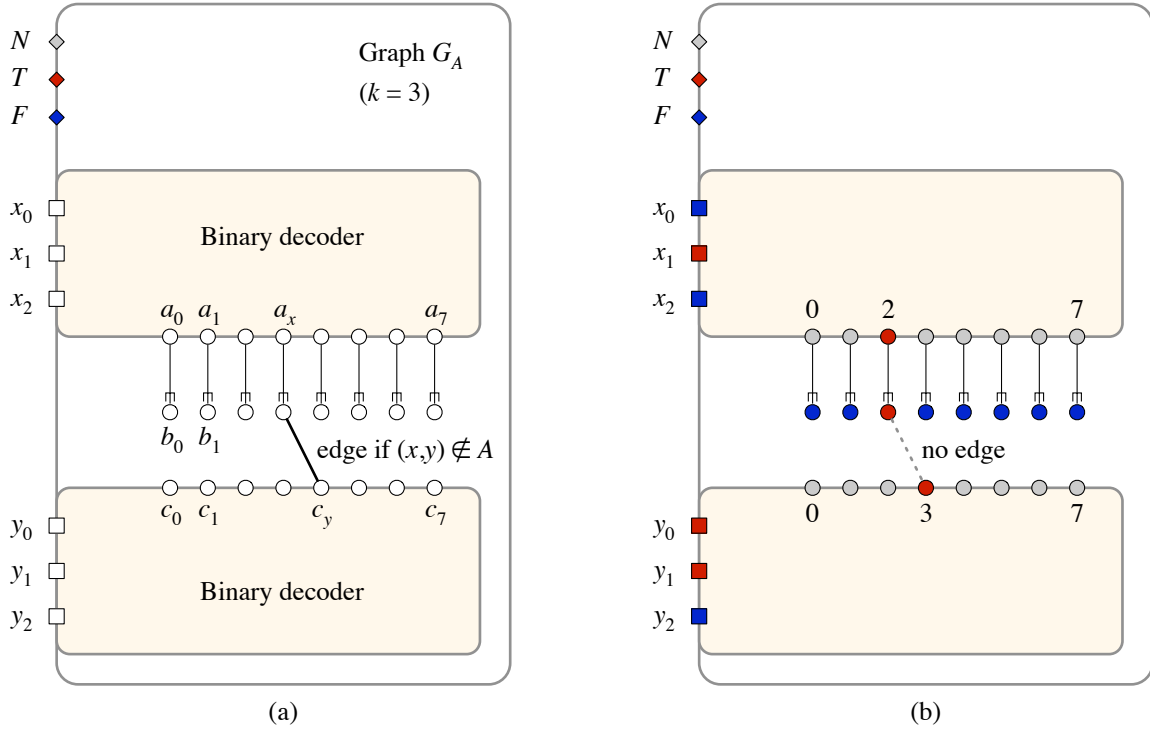 N
T
F
Graph G_A
(k = 3)
x_0
x_1
x_2
Binary decoder
a_0 a_1 a_x a_7
b_0 b_1
edge if (x,y) ∉ A
c_0 c_1 c_y c_7
y_0
y_1
y_2
Binary decoder
(a)
N
T
F
x_0
x_1
x_2
0 2 7
no edge
0 3 7
y_0
y_1
y_2
(b)